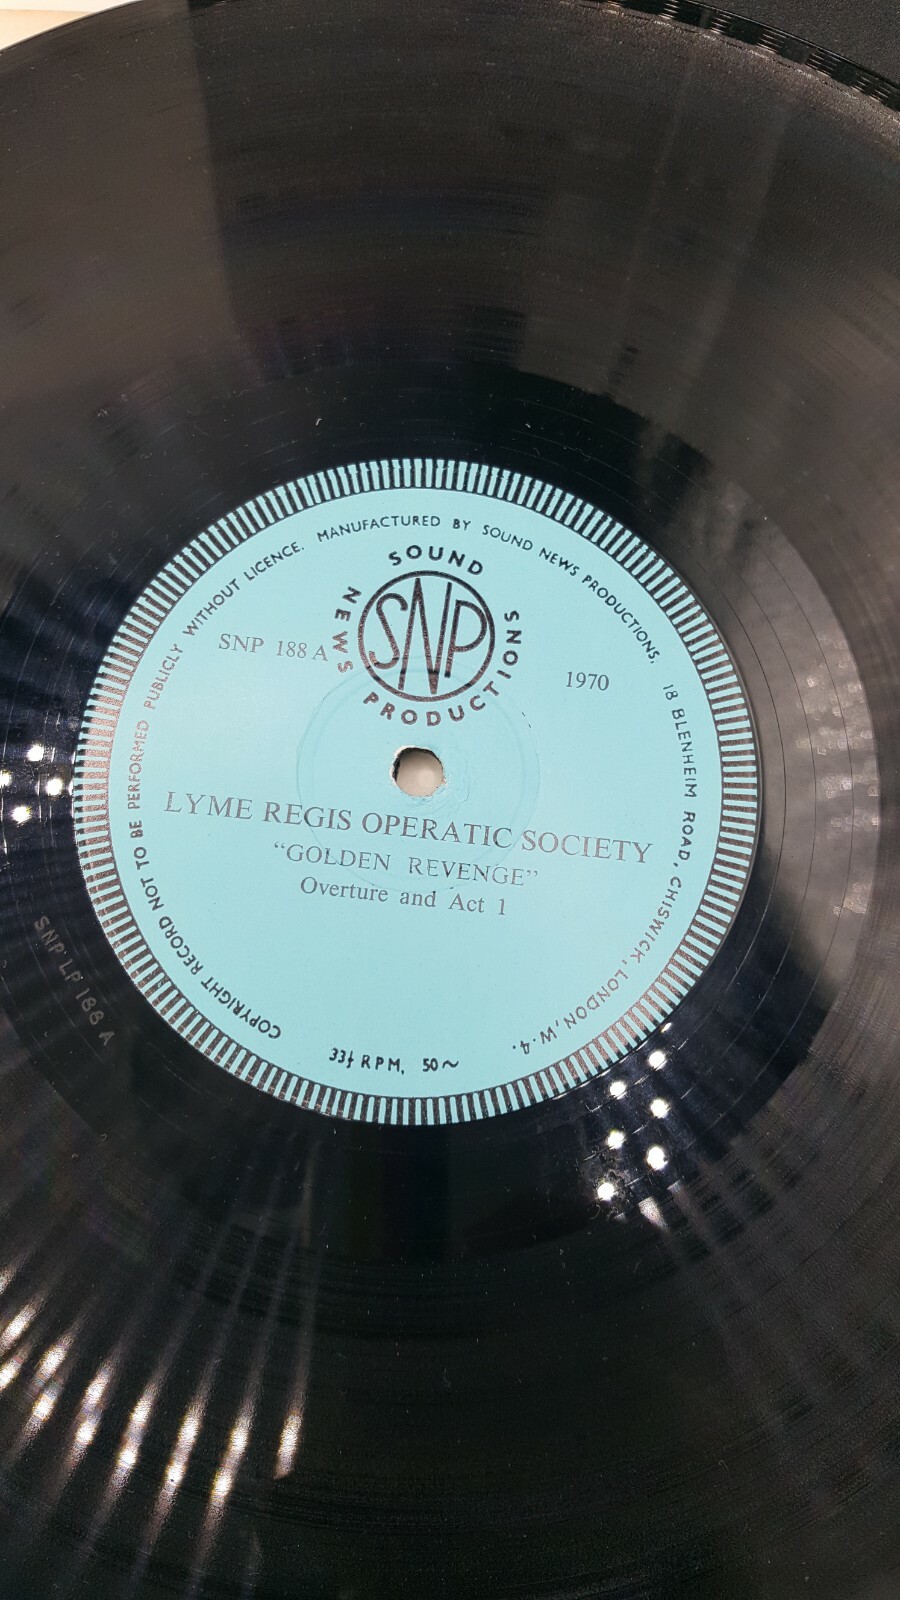 COPYRIGHT RECORD NOT TO BE PERFORMED PUBLICLY WITHOUT LICENCE. MANUFACTURED BY SOUND NEWS PRODUCTIONS, 18 BLENHEIM ROAD, CHISWICK, LONDON, W.4.
SOUND NEWS PRODUCTIONS
SNP
SNP 188 A
1970
LYME REGIS OPERATIC SOCIETY
“GOLDEN REVENGE”
Overture and Act 1
33⅓ RPM, 50~
SNP LP 188 A